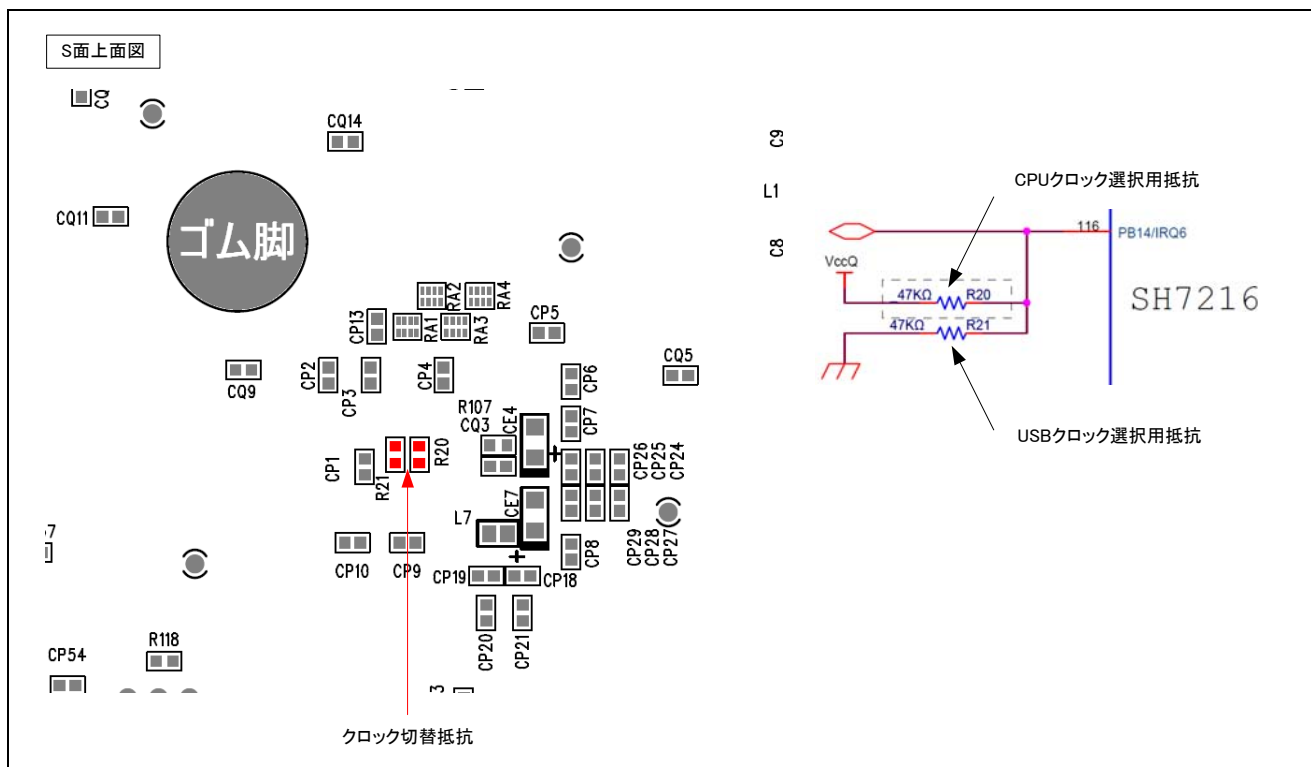 S面上面図
CQ14
CQ11
ゴム脚
RA2
RA4
CP13
RA1
RA3
CP5
CQ9
CP2
CP3
CP4
CP6
CQ5
R107
CQ3
CE4
CP7
CP1
R21
R20
CP26
CP25
CP24
L7
CE7
CP29
CP28
CP27
CP8
CP10
CP9
CP19
CP18
CP20
CP21
R118
CP54
クロック切替抵抗
C9
L1
C8
CPUクロック選択用抵抗
116
PB14/IRQ6
VccQ
47KΩ
R20
SH7216
47KΩ
R21
USBクロック選択用抵抗